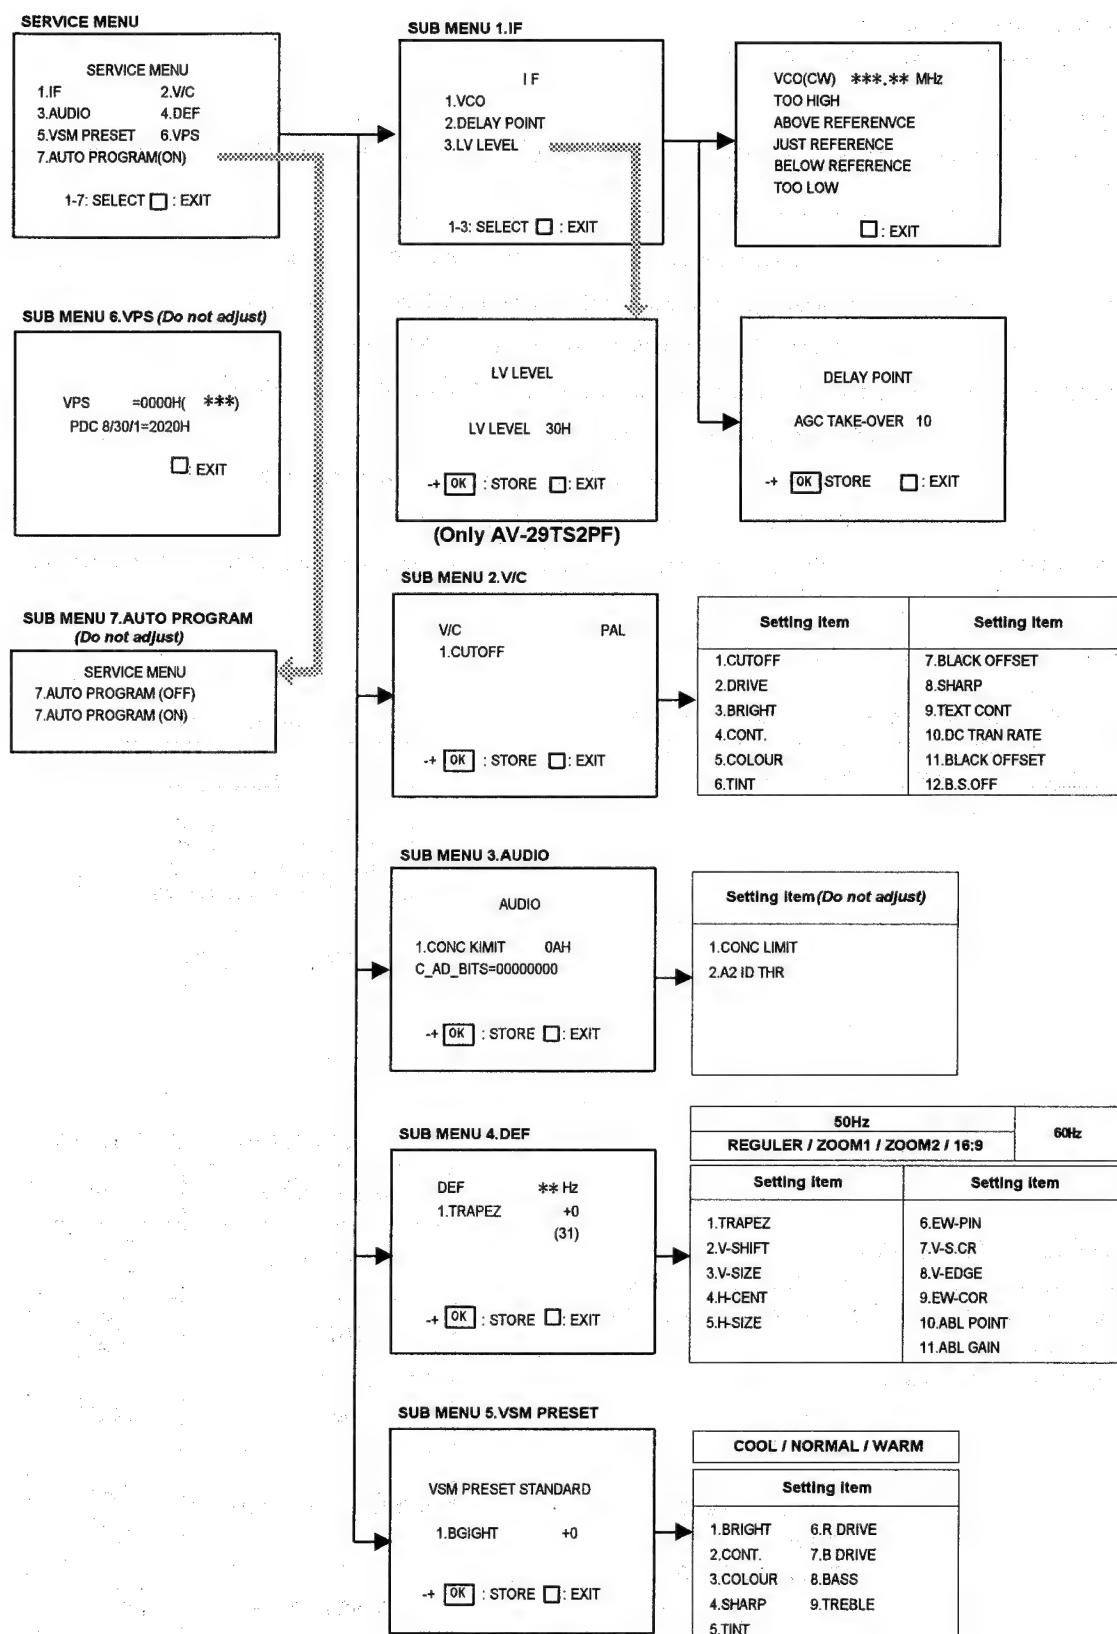 SERVICE MENU
SERVICE MENU
1.IF 2.V/C
3.AUDIO 4.DEF
5.VSM PRESET 6.VPS
7.AUTO PROGRAM(ON)
1-7: SELECT : EXIT
SUB MENU 1.IF
I F
1.VCO
2.DELAY POINT
3.LV LEVEL
1-3: SELECT : EXIT
VCO(CW) ***.** MHz
TOO HIGH
ABOVE REFERENVCE
JUST REFERENCE
BELOW REFERENCE
TOO LOW
: EXIT
SUB MENU 6.VPS (Do not adjust)
VPS =0000H( ***)
PDC 8/30/1=2020H
: EXIT
LV LEVEL
LV LEVEL 30H
-+ OK : STORE : EXIT
(Only AV-29TS2PF)
DELAY POINT
AGC TAKE-OVER 10
-+ OK STORE : EXIT
SUB MENU 7.AUTO PROGRAM
(Do not adjust)
SERVICE MENU
7.AUTO PROGRAM (OFF)
7.AUTO PROGRAM (ON)
SUB MENU 2.V/C
V/C PAL
1.CUTOFF
-+ OK : STORE : EXIT
Setting item Setting item
1.CUTOFF 7.BLACK OFFSET
2.DRIVE 8.SHARP
3.BRIGHT 9.TEXT CONT
4.CONT. 10.DC TRAN RATE
5.COLOUR 11.BLACK OFFSET
6.TINT 12.B.S.OFF
SUB MENU 3.AUDIO
AUDIO
1.CONC KIMIT 0AH
C_AD_BITS=00000000
-+ OK : STORE : EXIT
Setting item(Do not adjust)
1.CONC LIMIT
2.A2 ID THR
SUB MENU 4.DEF
DEF ** Hz
1.TRAPEZ +0
(31)
-+ OK : STORE : EXIT
50Hz 60Hz
REGULER / ZOOM1 / ZOOM2 / 16:9
Setting item Setting item
1.TRAPEZ 6.EW-PIN
2.V-SHIFT 7.V-S.CR
3.V-SIZE 8.V-EDGE
4.H-CENT 9.EW-COR
5.H-SIZE 10.ABL POINT
11.ABL GAIN
SUB MENU 5.VSM PRESET
VSM PRESET STANDARD
1.BGIGHT +0
-+ OK : STORE : EXIT
COOL / NORMAL / WARM
Setting item
1.BRIGHT 6.R DRIVE
2.CONT. 7.B DRIVE
3.COLOUR 8.BASS
4.SHARP 9.TREBLE
5.TINT